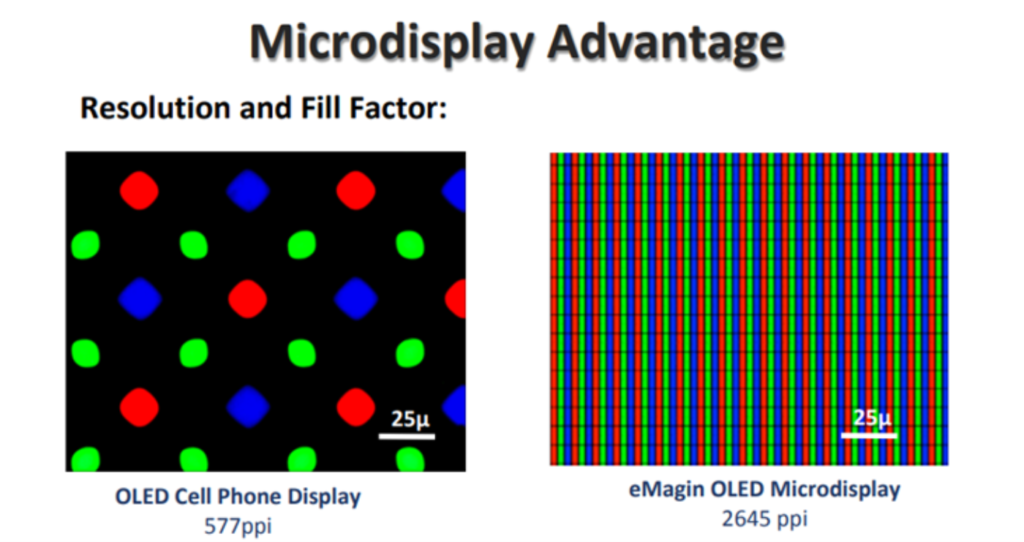 Microdisplay Advantage
Resolution and Fill Factor:
25µ
25µ
OLED Cell Phone Display
577ppi
eMagin OLED Microdisplay
2645 ppi